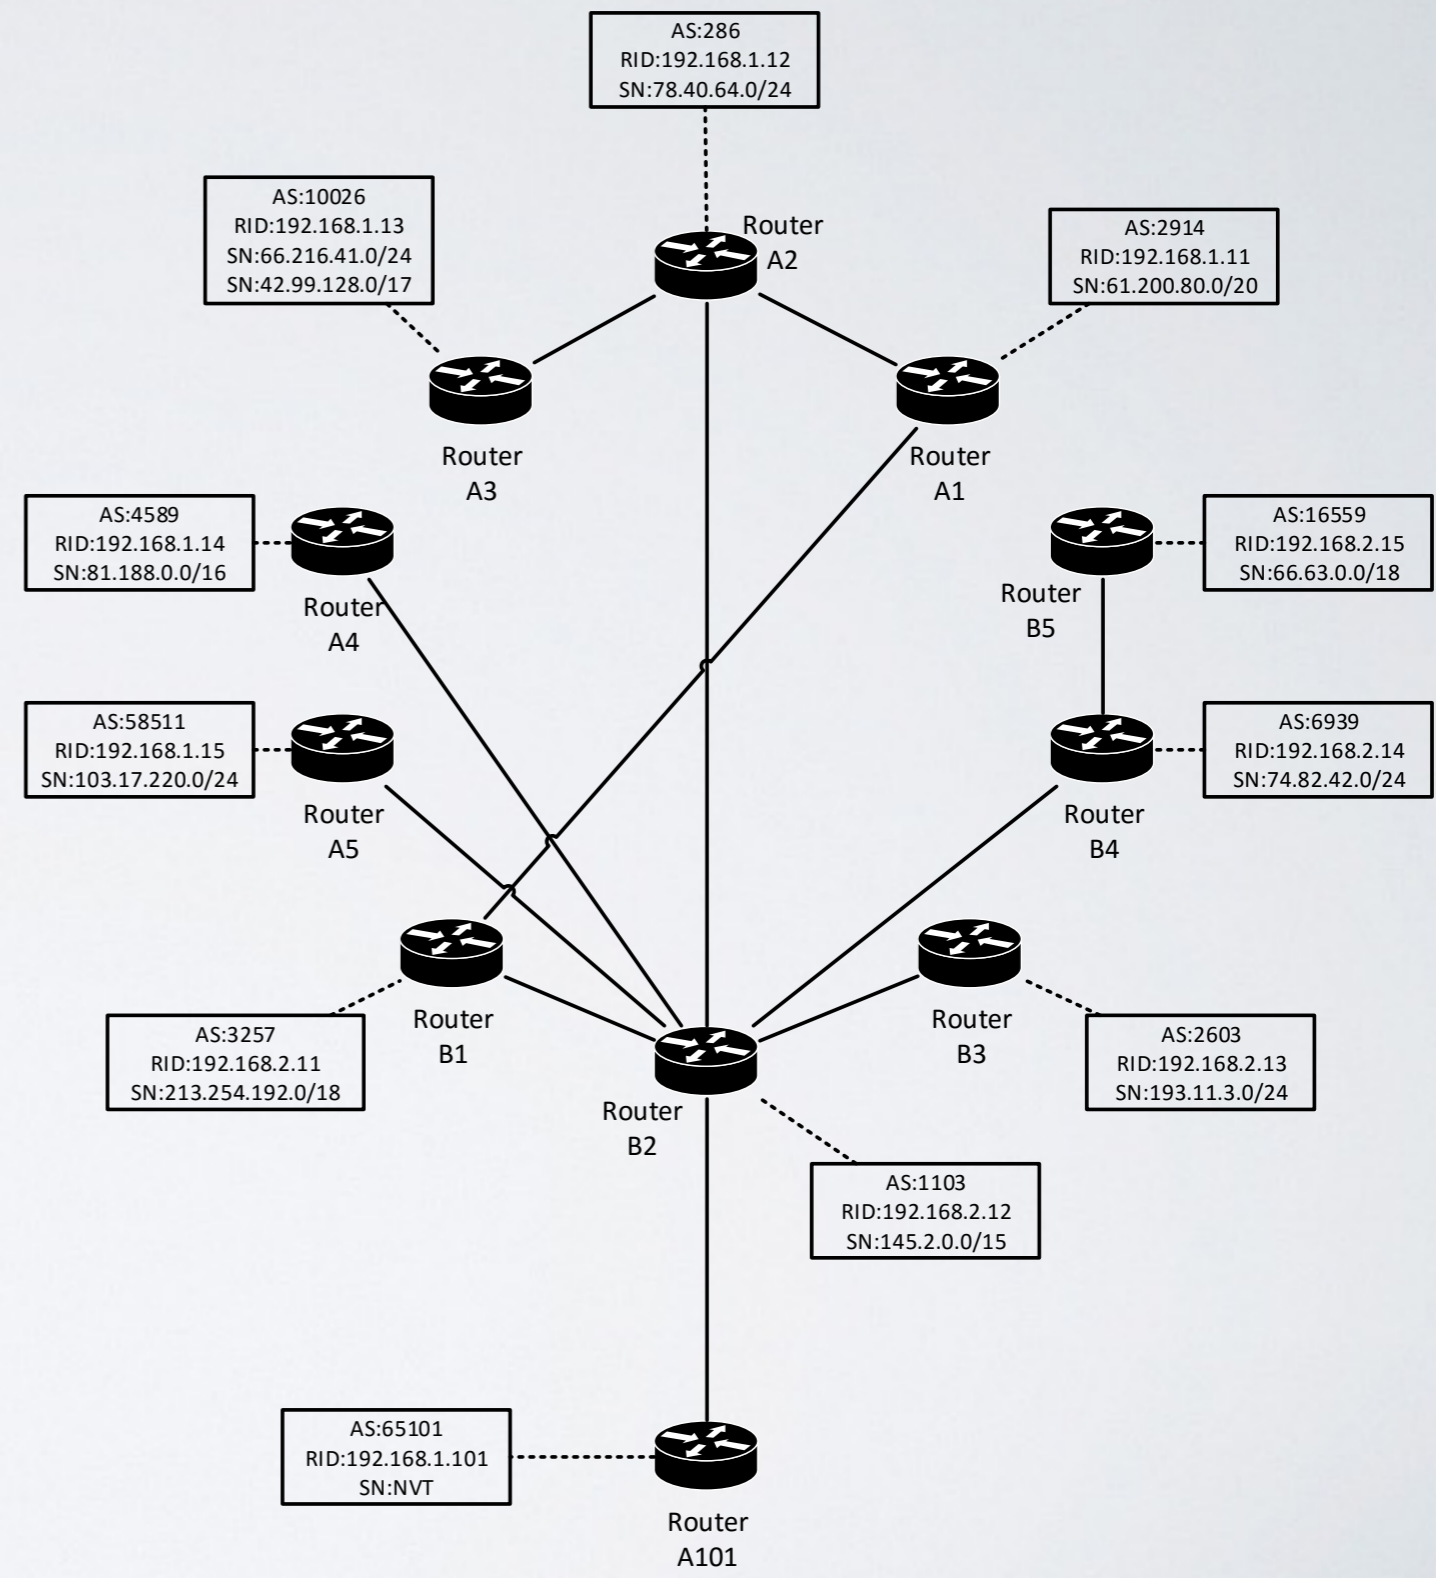 AS:286
RID:192.168.1.12
SN:78.40.64.0/24
AS:10026
RID:192.168.1.13
SN:66.216.41.0/24
SN:42.99.128.0/17
Router
A2
AS:2914
RID:192.168.1.11
SN:61.200.80.0/20
Router
A3
Router
A1
AS:4589
RID:192.168.1.14
SN:81.188.0.0/16
Router
A4
AS:16559
RID:192.168.2.15
SN:66.63.0.0/18
Router
B5
AS:58511
RID:192.168.1.15
SN:103.17.220.0/24
Router
A5
AS:6939
RID:192.168.2.14
SN:74.82.42.0/24
Router
B4
AS:3257
RID:192.168.2.11
SN:213.254.192.0/18
Router
B1
Router
B3
AS:2603
RID:192.168.2.13
SN:193.11.3.0/24
Router
B2
AS:1103
RID:192.168.2.12
SN:145.2.0.0/15
AS:65101
RID:192.168.1.101
SN:NVT
Router
A101